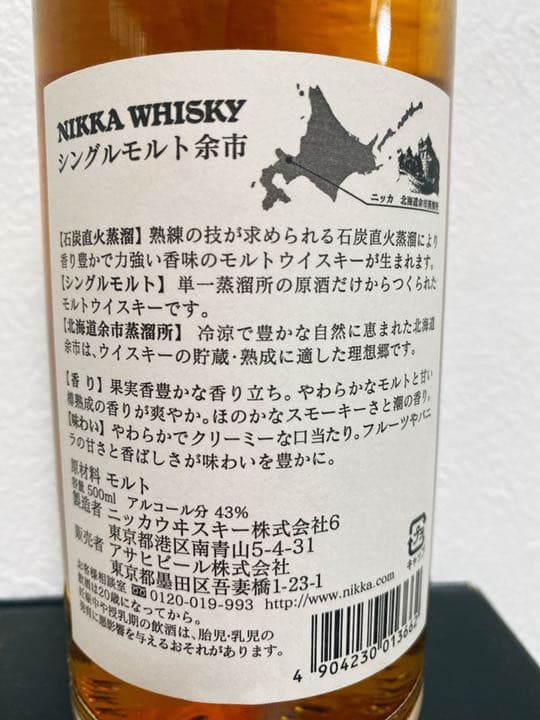 NIKKA WHISKY
シングルモルト余市
ニッカ 北海道余市蒸溜所
【石炭直火蒸溜】熟練の技が求められる石炭直火蒸溜により
香り豊かで力強い香味のモルトウイスキーが生まれます。
【シングルモルト】単一蒸溜所の原酒だけからつくられた
モルトウイスキーです。
【北海道余市蒸溜所】冷涼で豊かな自然に恵まれた北海道
余市は、ウイスキーの貯蔵・熟成に適した理想郷です。
【香り】果実香豊かな香り立ち。やわらかなモルトと甘い
樽熟成の香りが爽やか。ほのかなスモーキーさと潮の香り。
【味わい】やわらかでクリーミーな口当たり。フルーツやバニ
ラの甘さと香ばしさが味わいを豊かに。
原材料 モルト
容量 500ml アルコール分 43%
製造者 ニッカウヰスキー株式会社6
東京都港区南青山5-4-31
販売者 アサヒビール株式会社
東京都墨田区吾妻橋1-23-1
お客様相談室 0120-019-993 http://www.nikka.com
飲酒は20歳になってから。
妊娠中や授乳期の飲酒は、胎児・乳児の
発育に悪影響を与えるおそれがあります。
キャップ
4 904230 013662